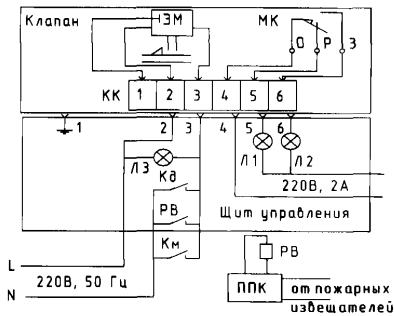 Клапан ЭМ МК
О Р З
КК 1 2 3 4 5 6
1 2 3 4 5 6
Л3 Л1 Л2
Кд
220В, 2А
РВ
Щит управления
Км
L
220В, 50 Гц
РВ
N
ППК от пожарных
извещателей